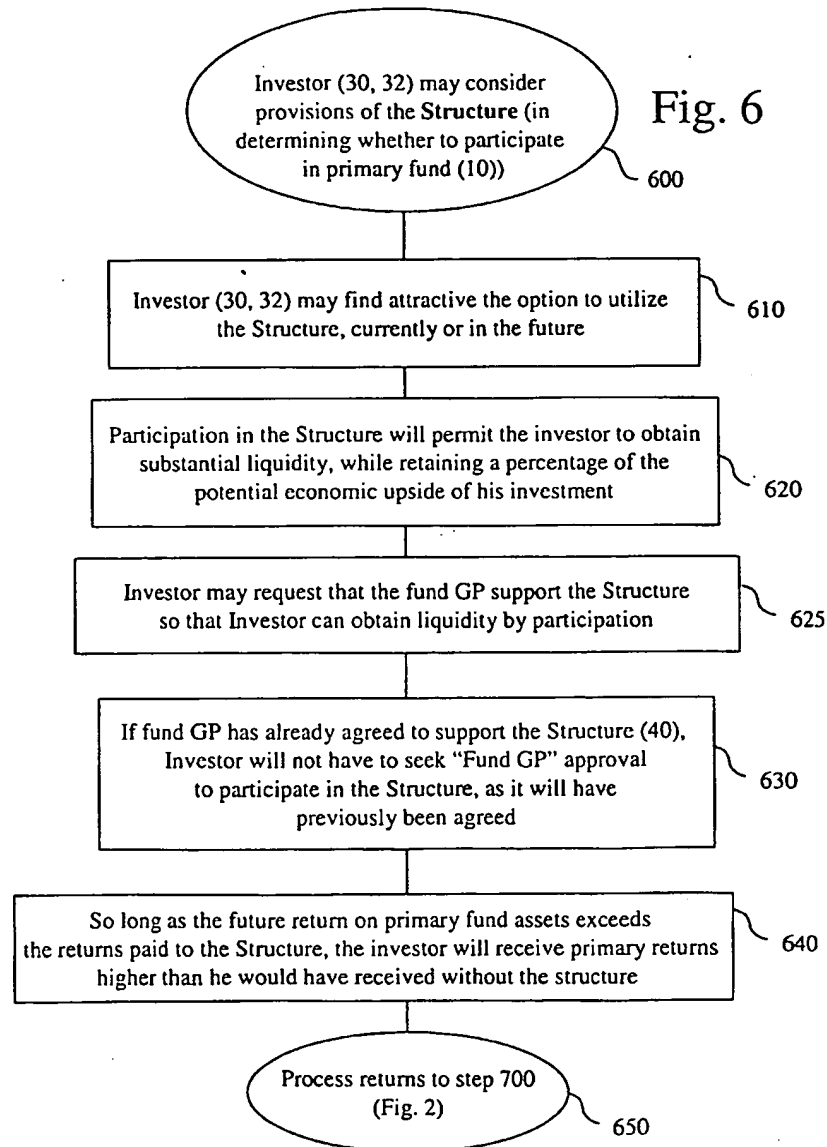 Investor (30, 32) may consider
provisions of the Structure (in
determining whether to participate
in primary fund (10))
Fig. 6
600
Investor (30, 32) may find attractive the option to utilize
the Structure, currently or in the future
610
Participation in the Structure will permit the investor to obtain
substantial liquidity, while retaining a percentage of the
potential economic upside of his investment
620
Investor may request that the fund GP support the Structure
so that Investor can obtain liquidity by participation
625
If fund GP has already agreed to support the Structure (40),
Investor will not have to seek “Fund GP” approval
to participate in the Structure, as it will have
previously been agreed
630
So long as the future return on primary fund assets exceeds
the returns paid to the Structure, the investor will receive primary returns
higher than he would have received without the structure
640
Process returns to step 700
(Fig. 2)
650